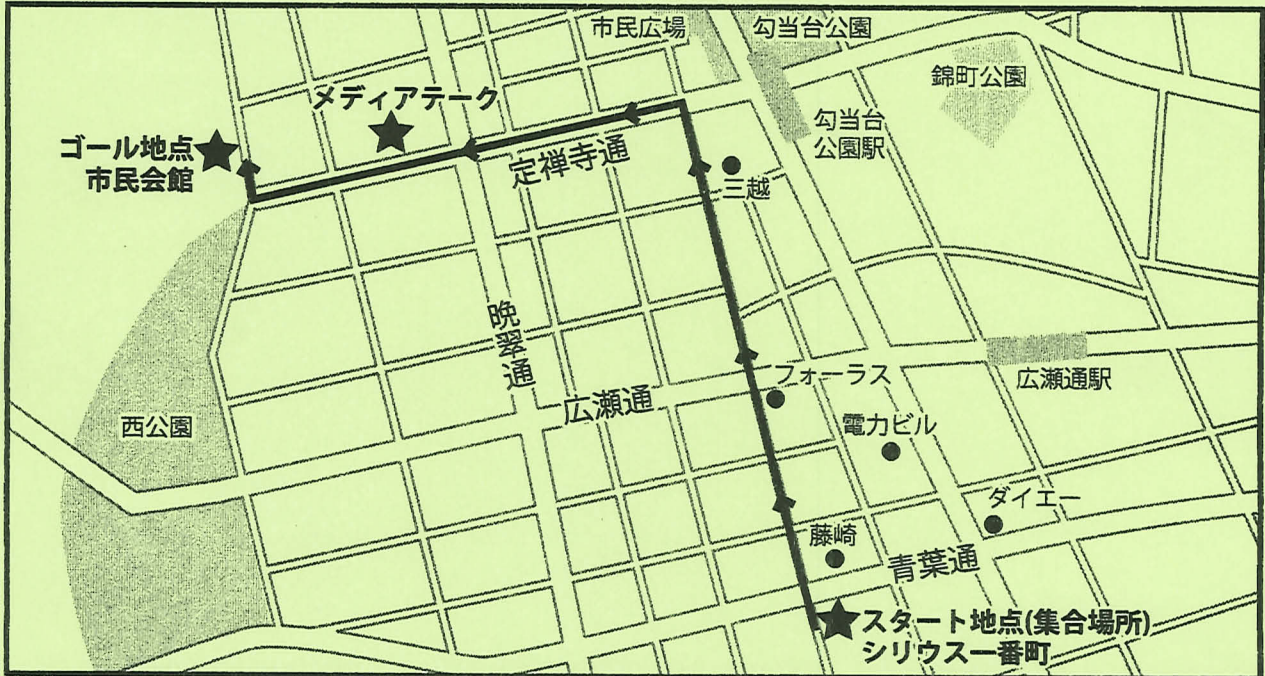 市民広場
勾当台公園
錦町公園
メディアテーク
勾当台
公園駅
ゴール地点
市民会館
定禅寺通
三越
晩翠通
広瀬通
フォーラス
広瀬通駅
西公園
電力ビル
ダイエー
藤崎
青葉通
スタート地点(集合場所)
シリウス一番町